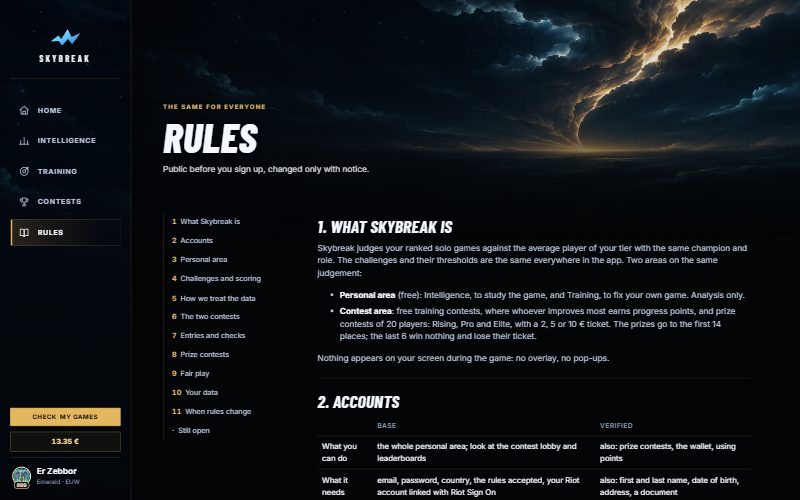 SKYBREAK
HOME
INTELLIGENCE
TRAINING
CONTESTS
RULES
CHECK MY GAMES
13.35 €
Er Zebbor
Emerald · EUW
THE SAME FOR EVERYONE
RULES
Public before you sign up, changed only with notice.
1 What Skybreak is
2 Accounts
3 Personal area
4 Challenges and scoring
5 How we treat the data
6 The two contests
7 Entries and checks
8 Prize contests
9 Fair play
10 Your data
11 When rules change
· Still open
1. WHAT SKYBREAK IS
Skybreak judges your ranked solo games against the average player of your tier with the same champion and
role. The challenges and their thresholds are the same everywhere in the app. Two areas on the same
judgement:
• Personal area (free): Intelligence, to study the game, and Training, to fix your own game. Analysis only.
• Contest area: free training contests, where whoever improves most earns progress points, and prize
contests of 20 players: Rising, Pro and Elite, with a 2, 5 or 10 € ticket. The prizes go to the first 14
places; the last 6 win nothing and lose their ticket.
Nothing appears on your screen during the game: no overlay, no pop-ups.
2. ACCOUNTS
BASE VERIFIED
What you the whole personal area; look at the contest lobby and also: prize contests, the wallet, using
can do leaderboards points
What it email, password, country, the rules accepted, your Riot also: first and last name, date of birth,
needs account linked with Riot Sign On address, a document